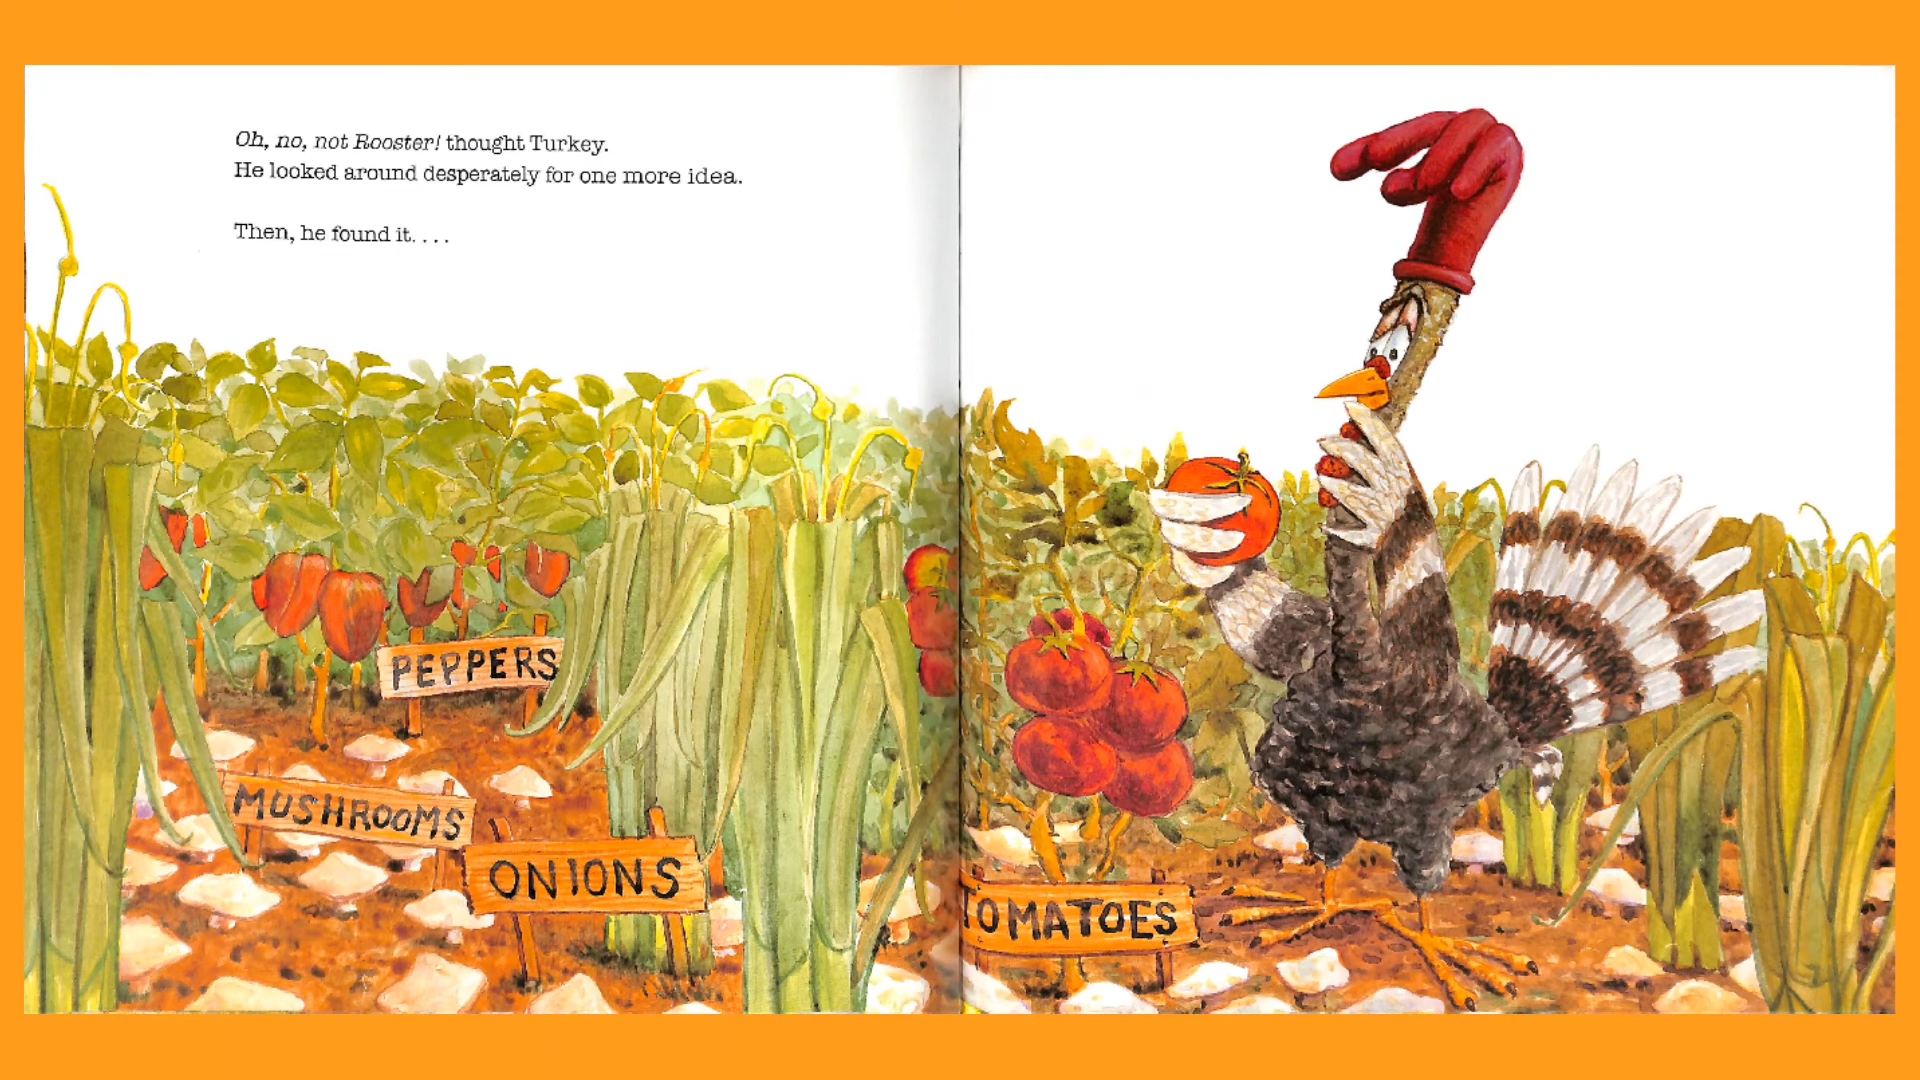 Oh, no, not Rooster! thought Turkey.
He looked around desperately for one more idea.
Then, he found it. . . .
PEPPERS
MUSHROOMS
ONIONS
TOMATOES